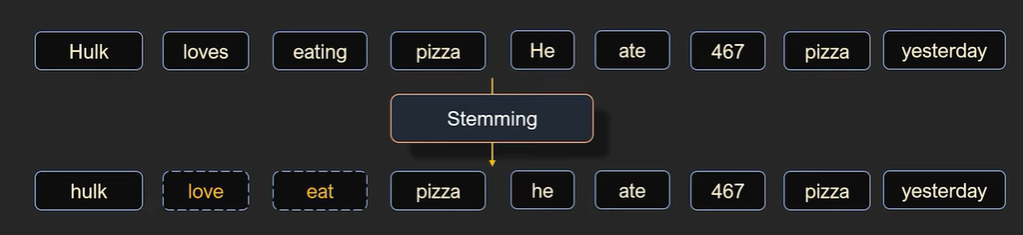 Hulk loves eating pizza He ate 467 pizza yesterday
Stemming
hulk love eat pizza he ate 467 pizza yesterday